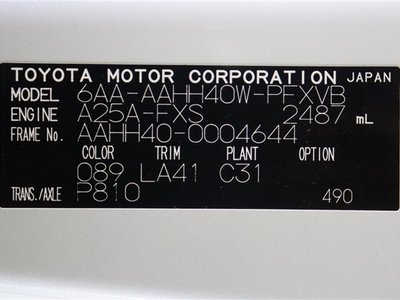 TOYOTA MOTOR CORPORATION JAPAN
MODEL 6AA-AAHH40W-PFXVB
ENGINE A25A-FXS 2487 mL
FRAME No. AAHH40-0004644
COLOR TRIM PLANT OPTION
089 LA41 C31
TRANS./AXLE P810 490